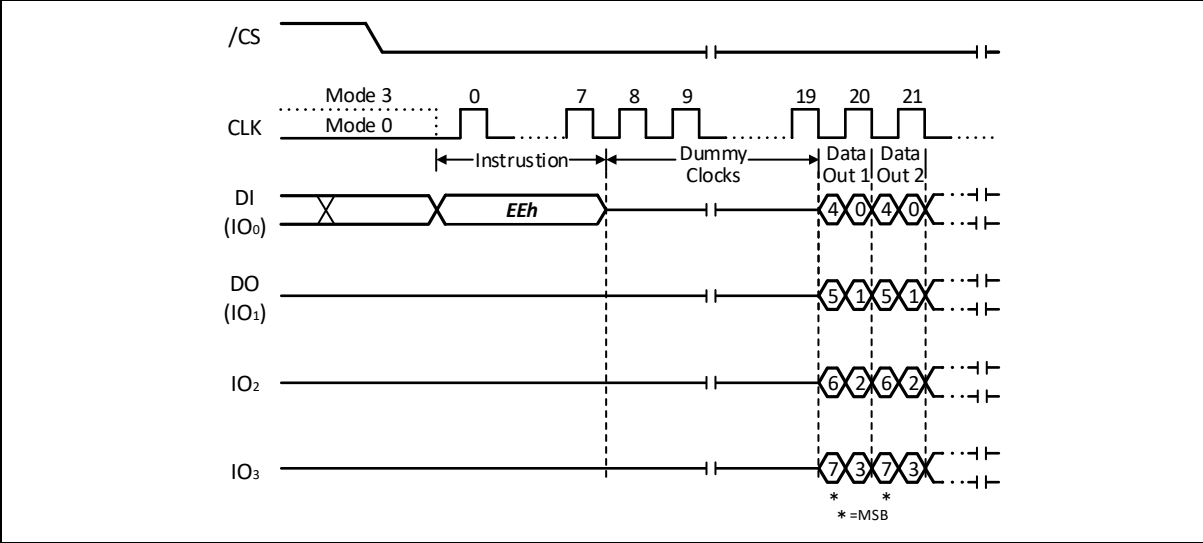 /CS
Mode 3
0 7 8 9 19 20 21
CLK
Mode 0
Instrustion
Dummy
Clocks
Data
Out 1
Data
Out 2
DI
(IO₀)
EEh
4 0 4 0
DO
(IO₁)
5 1 5 1
IO₂
6 2 6 2
IO₃
7 3 7 3
* *
* =MSB